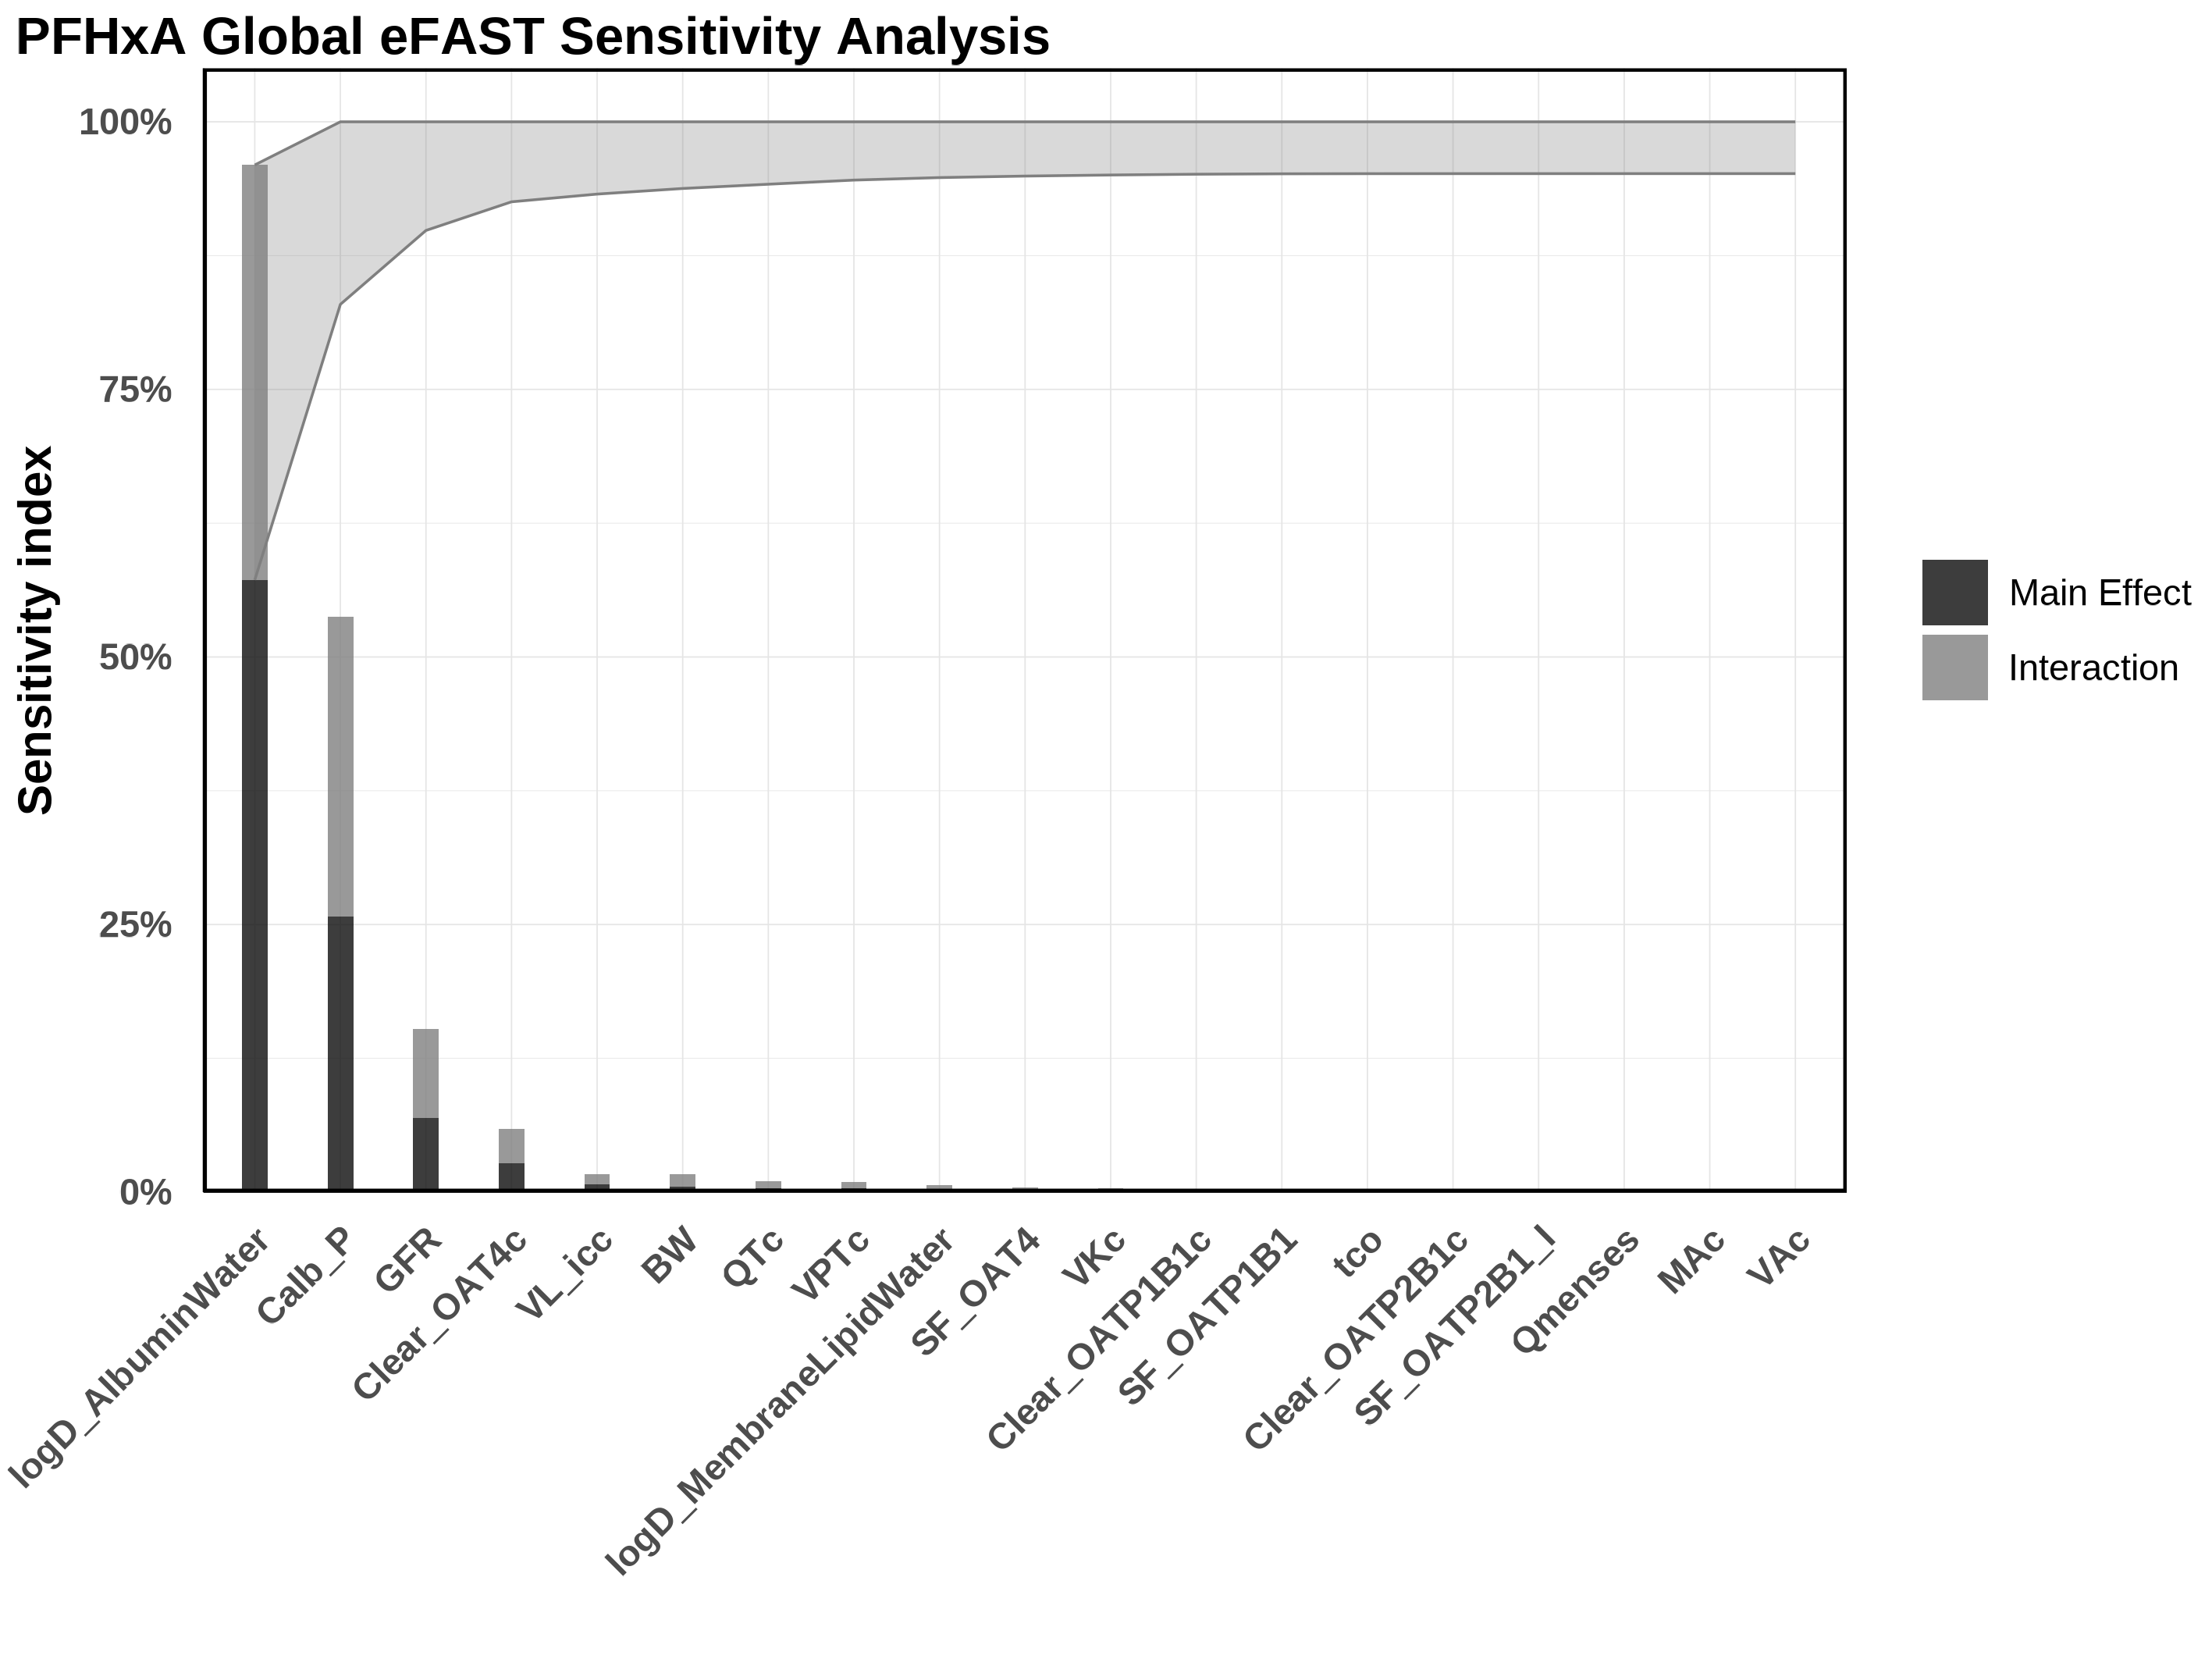 PFHxA Global eFAST Sensitivity Analysis
Sensitivity index
100%
75%
50%
25%
0%
logD_AlbuminWater
Calb_P
GFR
Clear_OAT4c
VL_icc
BW
QTc
VPTc
logD_MembraneLipidWater
SF_OAT4
VKc
Clear_OATP1B1c
SF_OATP1B1
tco
Clear_OATP2B1c
SF_OATP2B1_l
Qmenses
MAc
VAc
Main Effect
Interaction